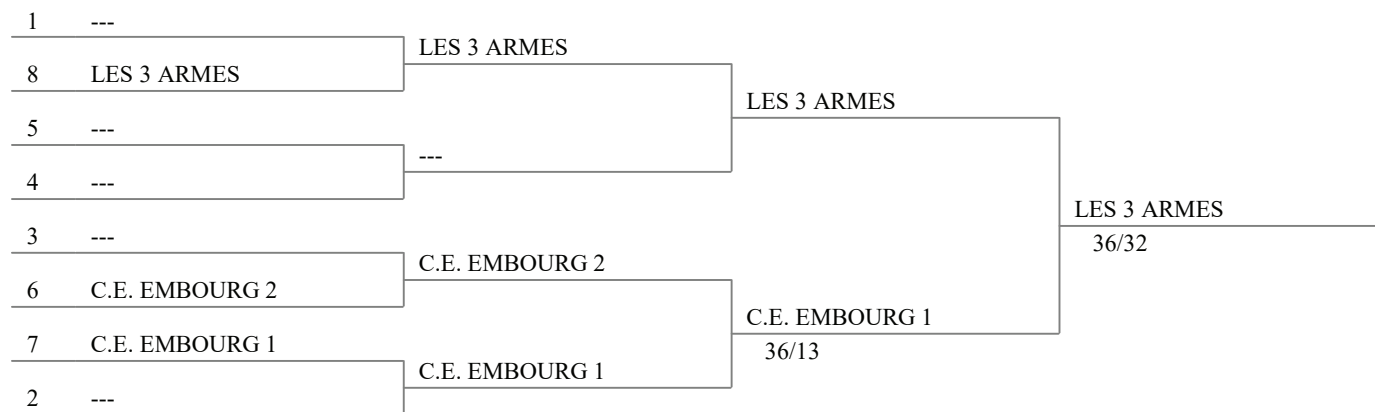 1 ---
LES 3 ARMES
8 LES 3 ARMES
LES 3 ARMES
5 ---
---
4 ---
LES 3 ARMES
36/32
3 ---
C.E. EMBOURG 2
6 C.E. EMBOURG 2
C.E. EMBOURG 1
36/13
7 C.E. EMBOURG 1
C.E. EMBOURG 1
2 ---